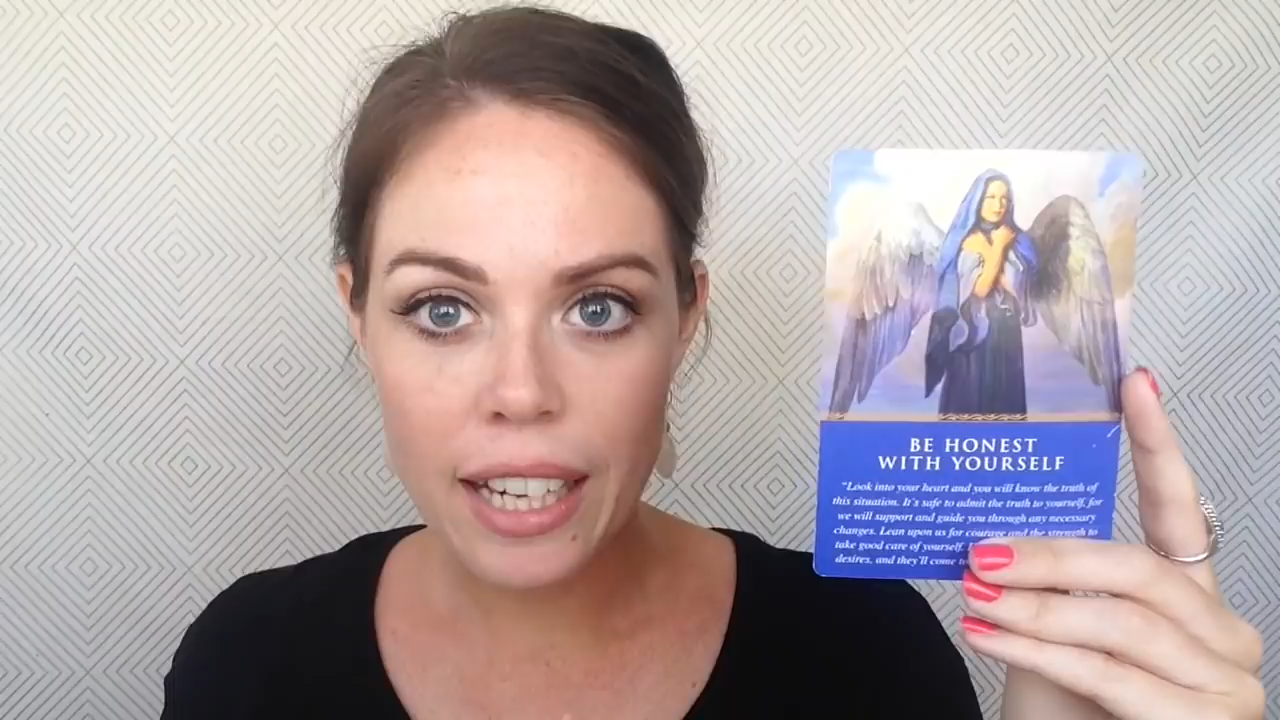 BE HONEST
WITH YOURSELF
"Look into your heart and you will know the truth of
this situation. It's safe to admit the truth to yourself, for
we will support and guide you through any necessary
changes. Lean upon us for courage and the strength to
take good care of yourself.
desires, and they'll come